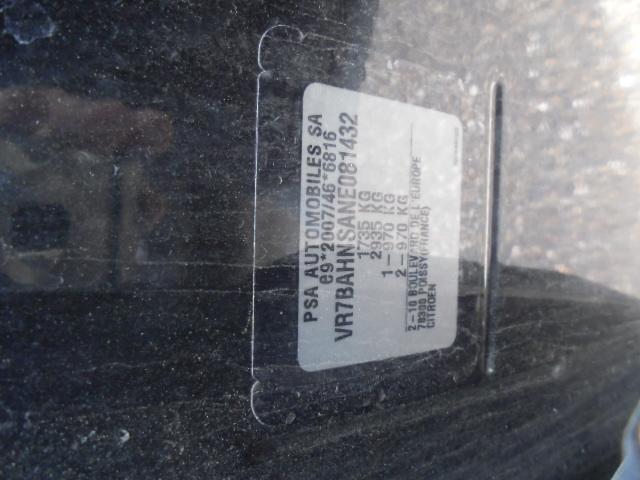 PSA AUTOMOBILES SA
e9*2007/46*6816
VR7BAHNSANE081432
1735 KG
2935 KG
1-970 KG
2-970 KG
2-10 BOULEVARD DE L'EUROPE
78300 POISSY(FRANCE)
CITROEN